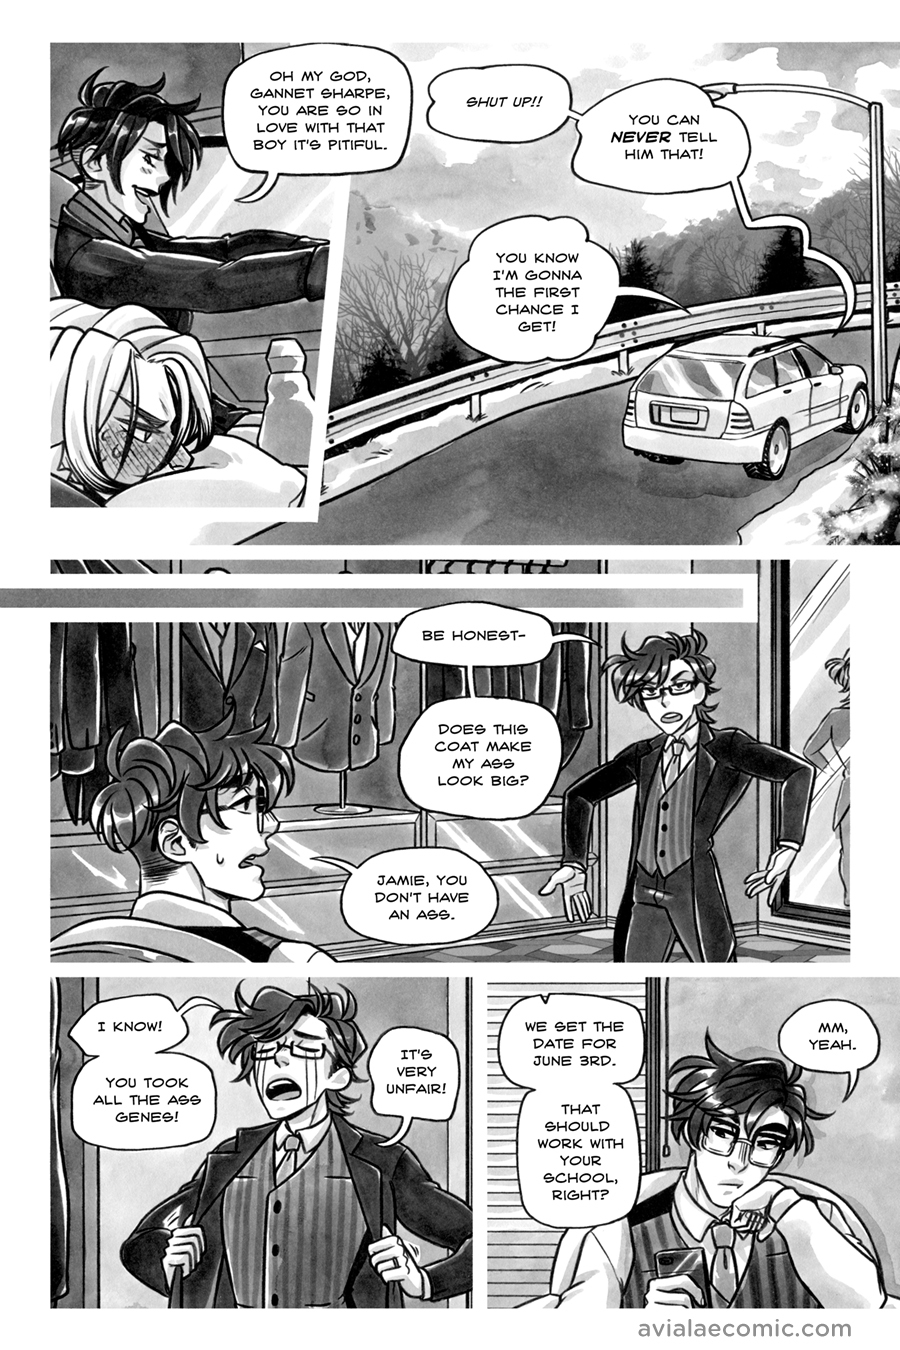 OH MY GOD,
GANNET SHARPE,
YOU ARE SO IN
LOVE WITH THAT
BOY IT'S PITIFUL.
SHUT UP!!
YOU CAN
NEVER TELL
HIM THAT!
YOU KNOW
I'M GONNA
THE FIRST
CHANCE I
GET!
BE HONEST-
DOES THIS
COAT MAKE
MY ASS
LOOK BIG?
JAMIE, YOU
DON'T HAVE
AN ASS.
I KNOW!
YOU TOOK
ALL THE ASS
GENES!
IT'S
VERY
UNFAIR!
WE SET THE
DATE FOR
JUNE 3RD.
THAT
SHOULD
WORK WITH
YOUR
SCHOOL,
RIGHT?
MM,
YEAH.
avialaecomic.com